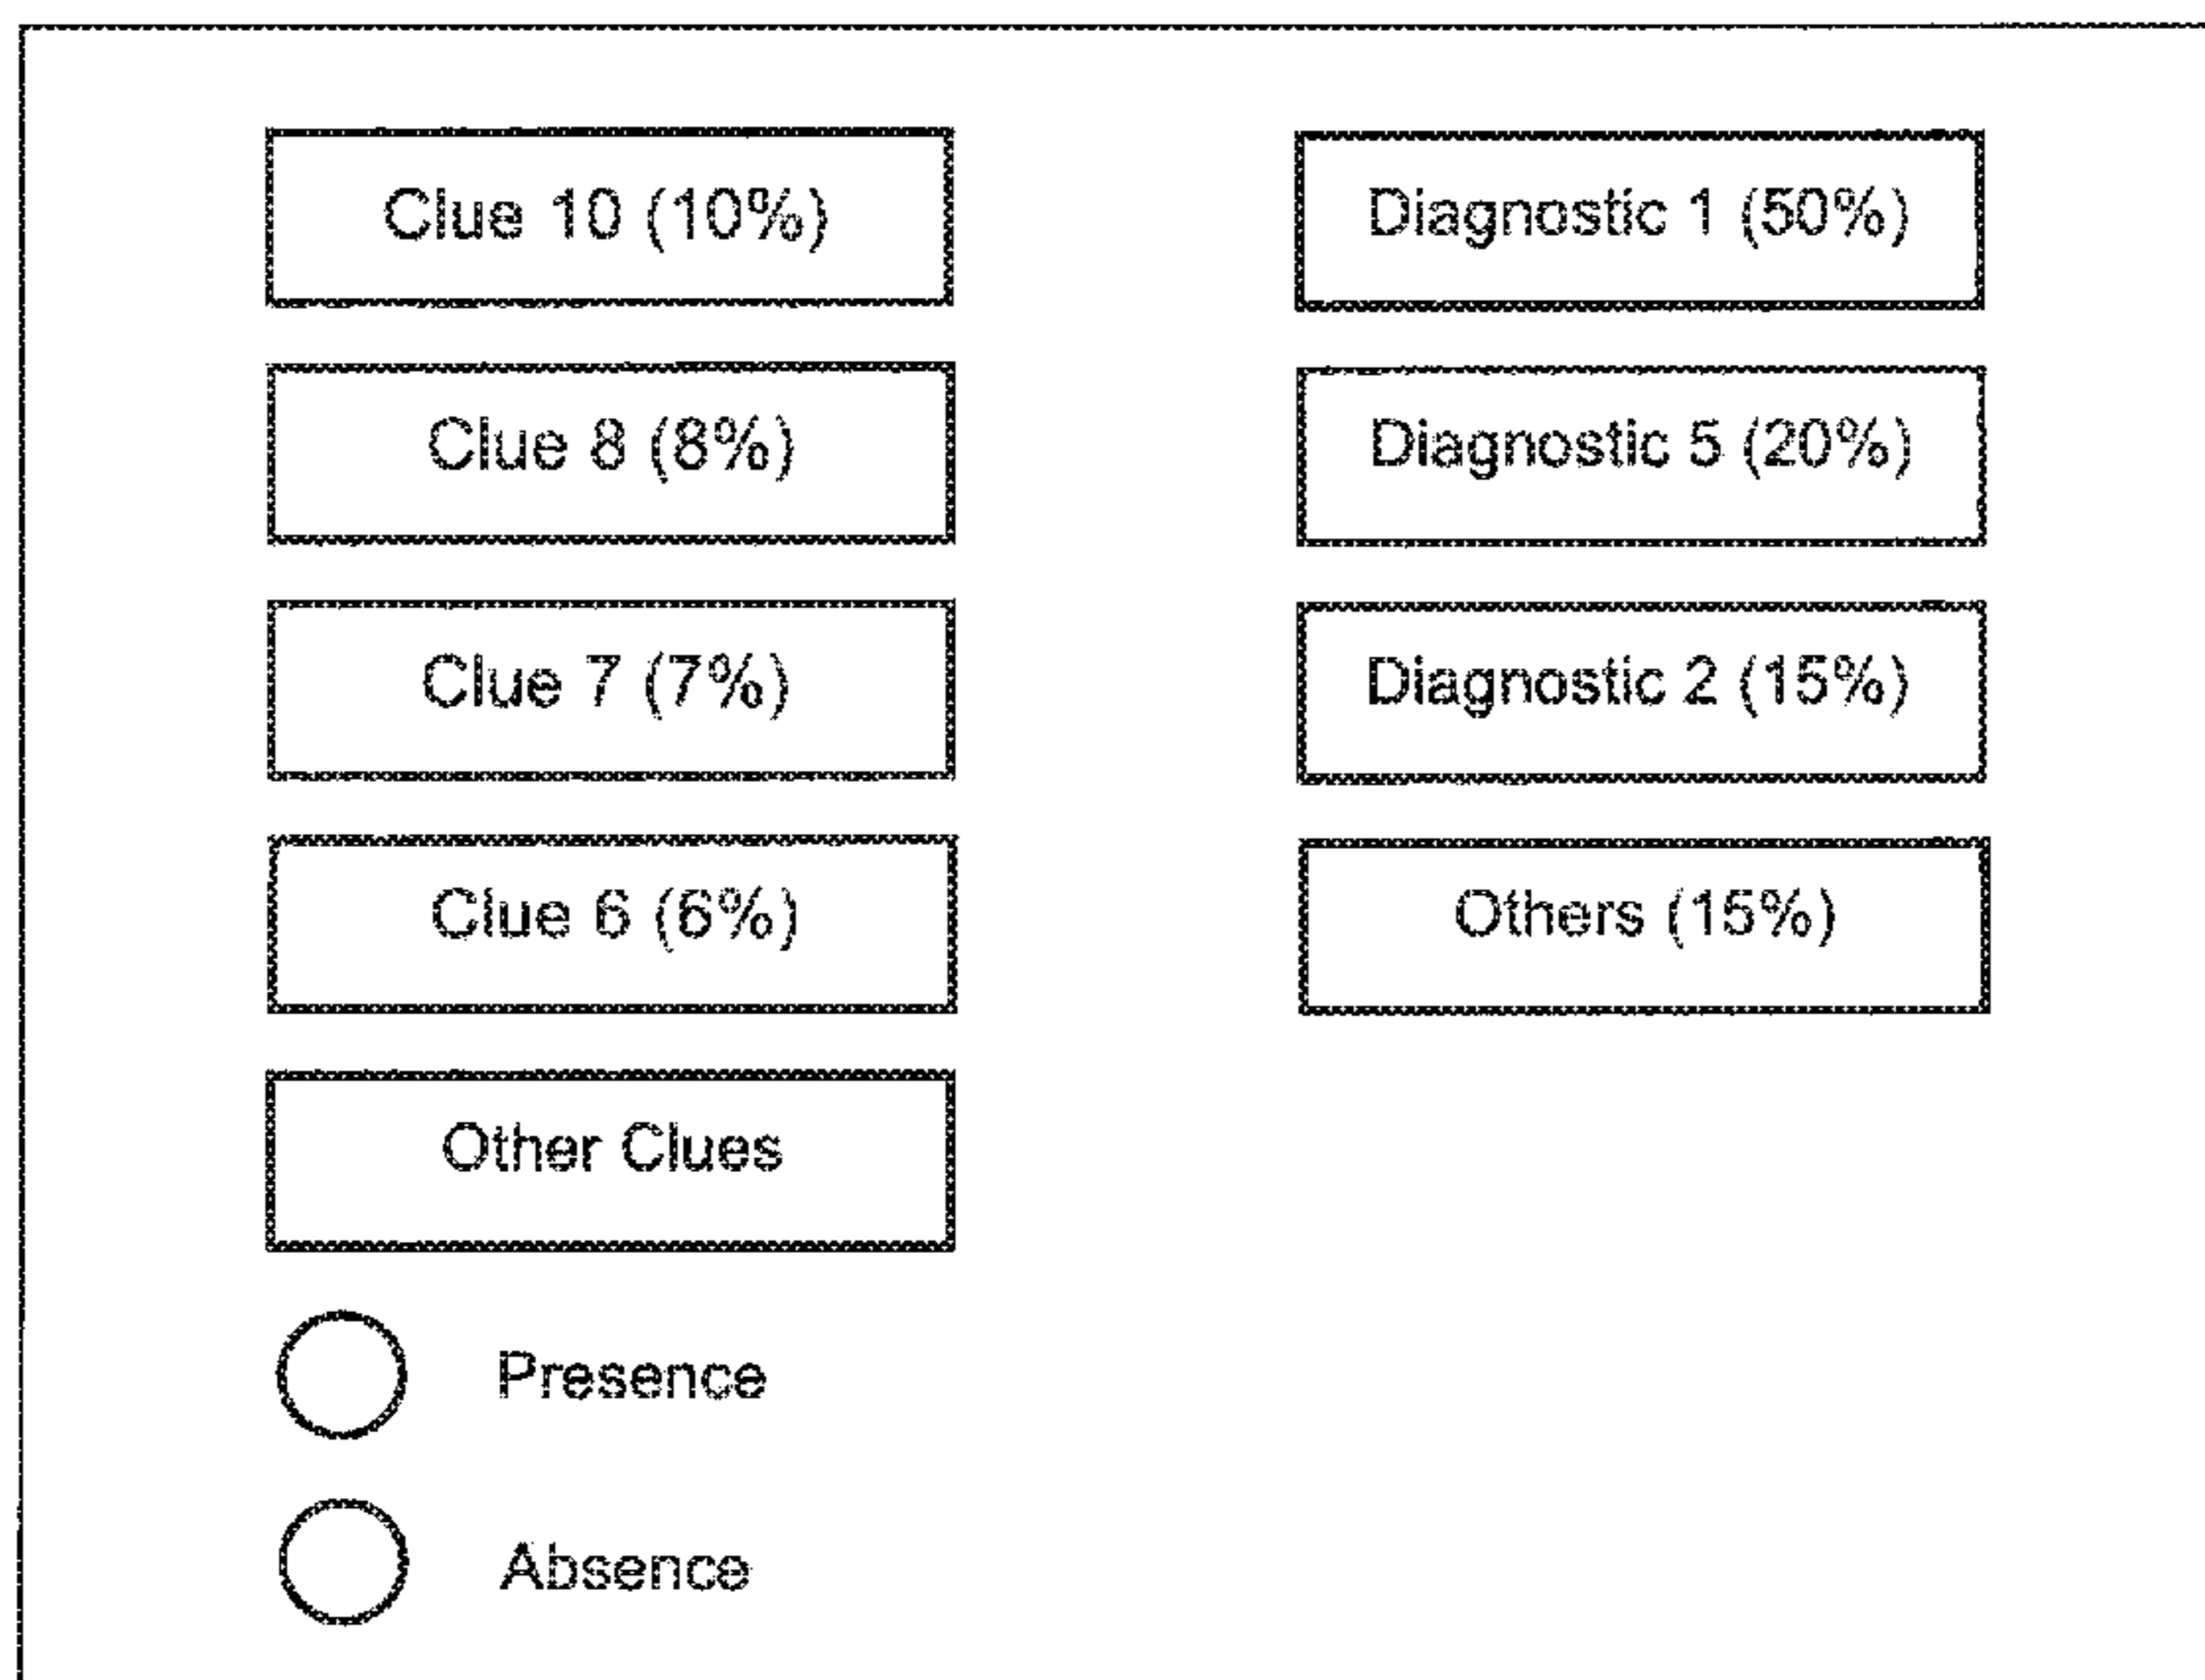 Clue 10 (10%)
Clue 8 (8%)
Clue 7 (7%)
Clue 6 (6%)
Other Clues
Presence
Absence
Diagnostic 1 (50%)
Diagnostic 5 (20%)
Diagnostic 2 (15%)
Others (15%)